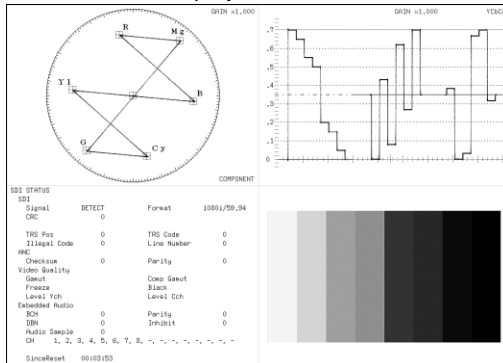 GAIN x1,000
R
Mg
Yl
B
G
Cy
COMPONENT
GAIN x1,000 YCbCr
.7
.6
.5
.4
.3
.2
.1
0
SDI STATUS
SDI
Signal DETECT Format 1080i/59.94
CRC 0
TRS Pos 0 TRS Code 0
Illegal Code 0 Line Number 0
ANC
Checksum 0 Parity 0
Video Quality
Gamut Comp Gamut
Freeze Black
Level Ych Level Cch
Embedded Audio
BCH 0 Parity 0
DBN 0 Inhibit 0
Audio Sample 0
CH 1, 2, 3, 4, 5, 6, 7, 8, -, -, -, -, -, -, -, -
SinceReset 00:03:53